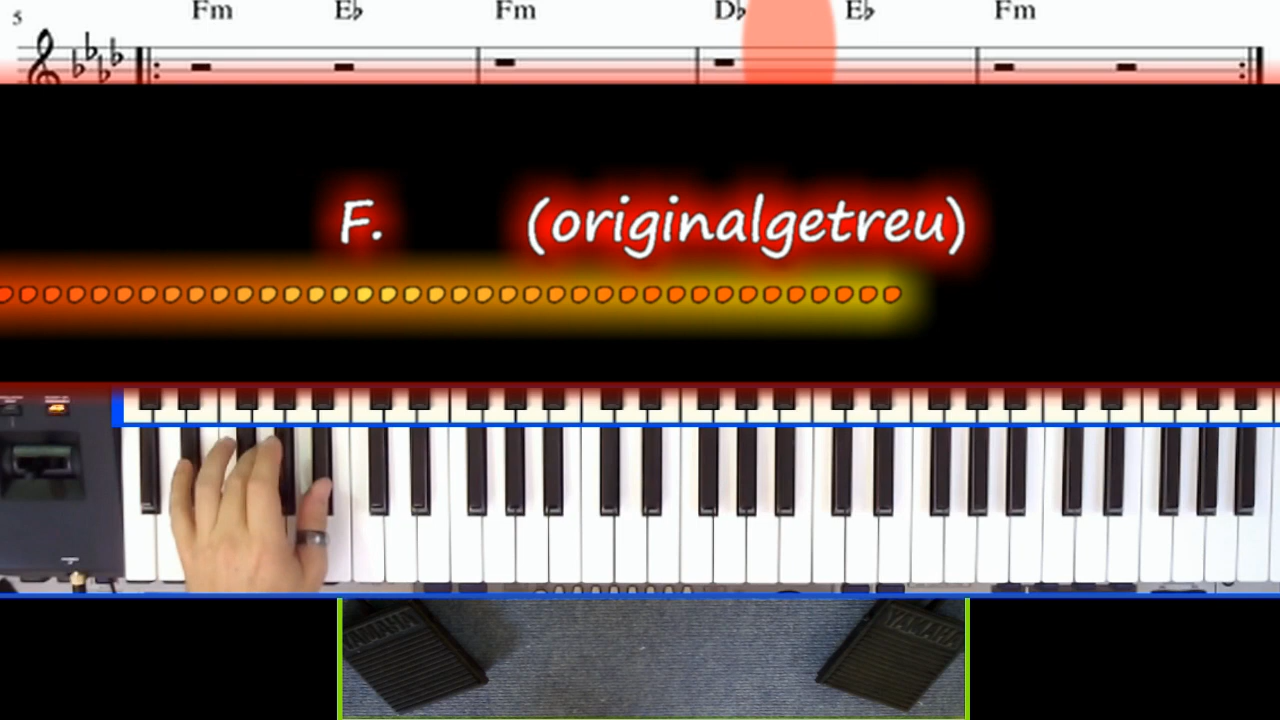 5
Fm E♭ Fm D♭ E♭ Fm
F. (originalgetreu)
YAMAHA YAMAHA